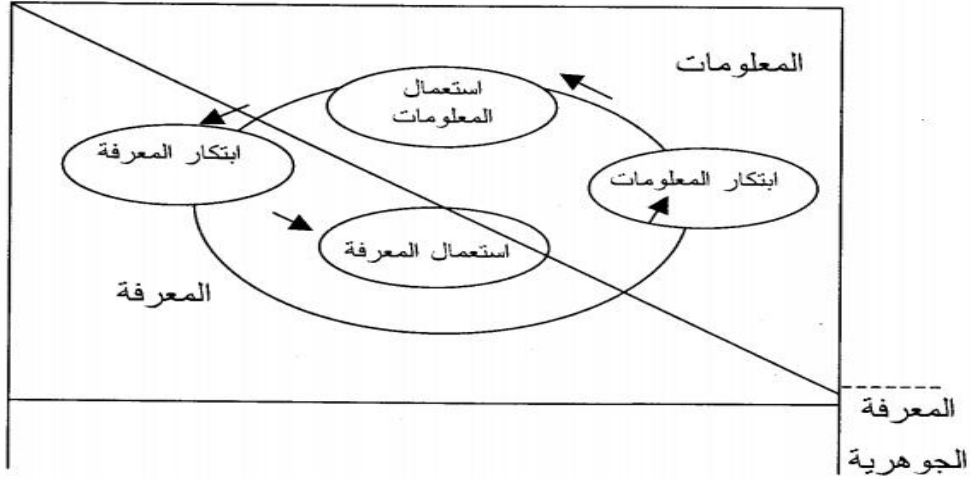 المعلومات
استعمال
المعلومات
ابتكار المعرفة
ابتكار المعلومات
استعمال المعرفة
المعرفة
المعرفة
الجوهرية